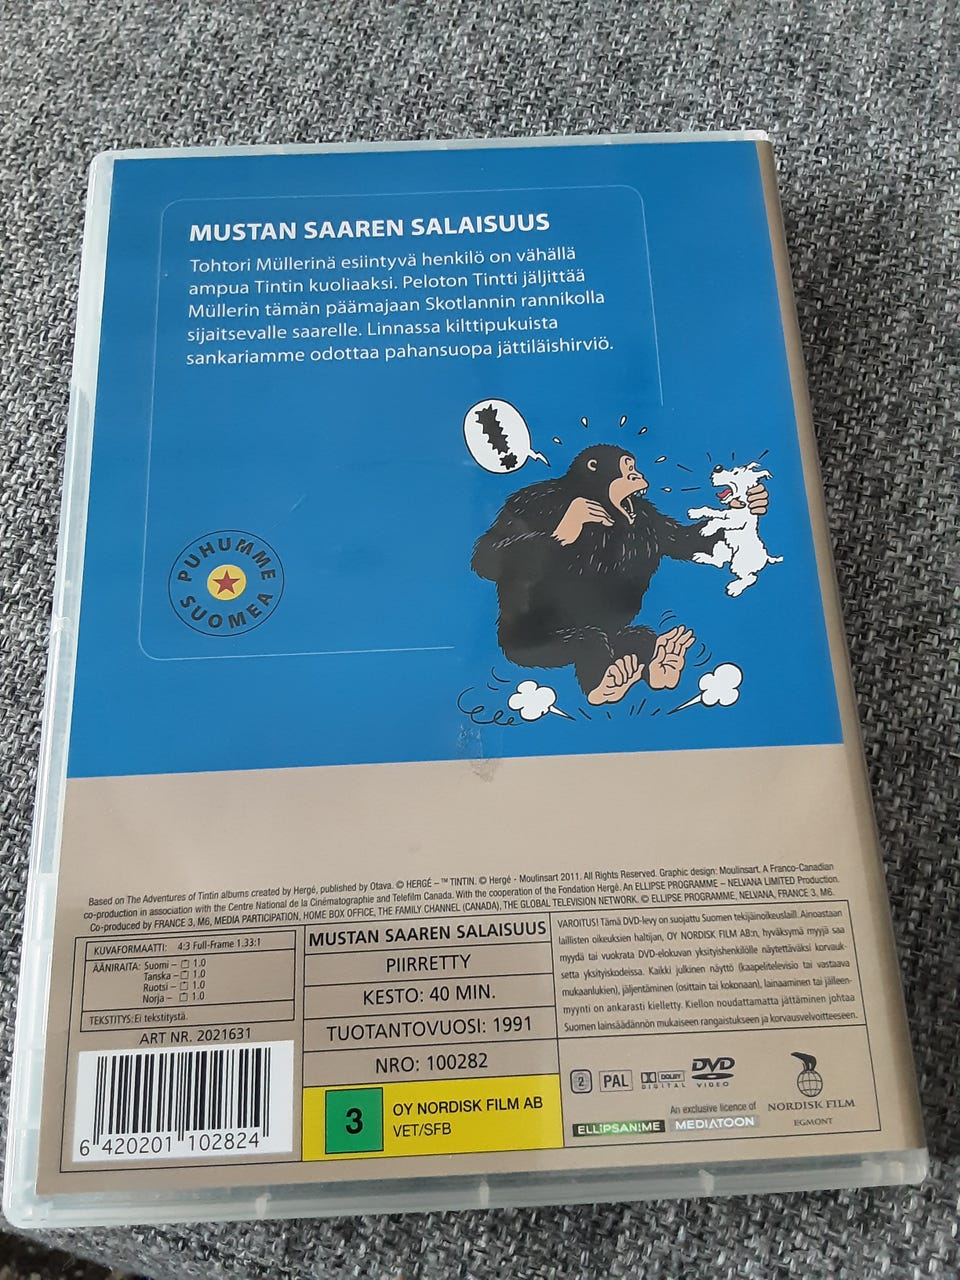 MUSTAN SAAREN SALAISUUS
Tohtori Müllerinä esiintyvä henkilö on vähällä
ampua Tintin kuoliaaksi. Peloton Tintti jäljittää
Müllerin tämän päämajaan Skotlannin rannikolla
sijaitsevalle saarelle. Linnassa kilttipukuista
sankariamme odottaa pahansuopa jättiläishirviö.
!
PUHUMME
SUOMEA
Based on The Adventures of Tintin albums created by Hergé, published by Otava. © HERGÉ – ™ TINTIN. © Hergé - Moulinsart 2011. All Rights Reserved. Graphic design: Moulinsart. A Franco-Canadian
co-production in association with the Centre National de la Cinématographie and Telefilm Canada. With the cooperation of the Fondation Hergé. An ELLIPSE PROGRAMME – NELVANA LIMITED Production.
Co-produced by FRANCE 3, M6, MEDIA PARTICIPATION, HOME BOX OFFICE, THE FAMILY CHANNEL (CANADA), THE GLOBAL TELEVISION NETWORK. © ELLIPSE PROGRAMME, NELVANA, FRANCE 3, M6.
KUVAFORMAATTI: 4:3 Full-Frame 1.33:1
ÄÄNIRAITA: Suomi – 1.0
Tanska – 1.0
Ruotsi – 1.0
Norja – 1.0
TEKSTITYS: Ei tekstitystä.
ART NR. 2021631
6 420201 102824
MUSTAN SAAREN SALAISUUS
PIIRRETTY
KESTO: 40 MIN.
TUOTANTOVUOSI: 1991
NRO: 100282
3
OY NORDISK FILM AB
VET/SFB
VAROITUS! Tämä DVD-levy on suojattu Suomen tekijäinoikeuslailla. Ainoastaan
laillisten oikeuksien haltijan, OY NORDISK FILM AB:n, hyväksymä myyjä saa
myydä tai vuokrata DVD-elokuvan yksityishenkilölle näytettäväksi korvauk-
setta yksityiskodeissa. Kaikki julkinen näyttö (kaapelitelevisio tai vastaava
mukaanlukien), jäljentäminen (osittain tai kokonaan), lainaaminen tai jälleen-
myynti on ankarasti kielletty. Kiellon noudattamatta jättäminen johtaa
Suomen lainsäädännön mukaiseen rangaistukseen ja korvausvelvoitteeseen.
2
PAL
DOLBY
DIGITAL
DVD
VIDEO
An exclusive licence of
ELLIPSANIME
MEDIATOON
NORDISK FILM
EGMONT